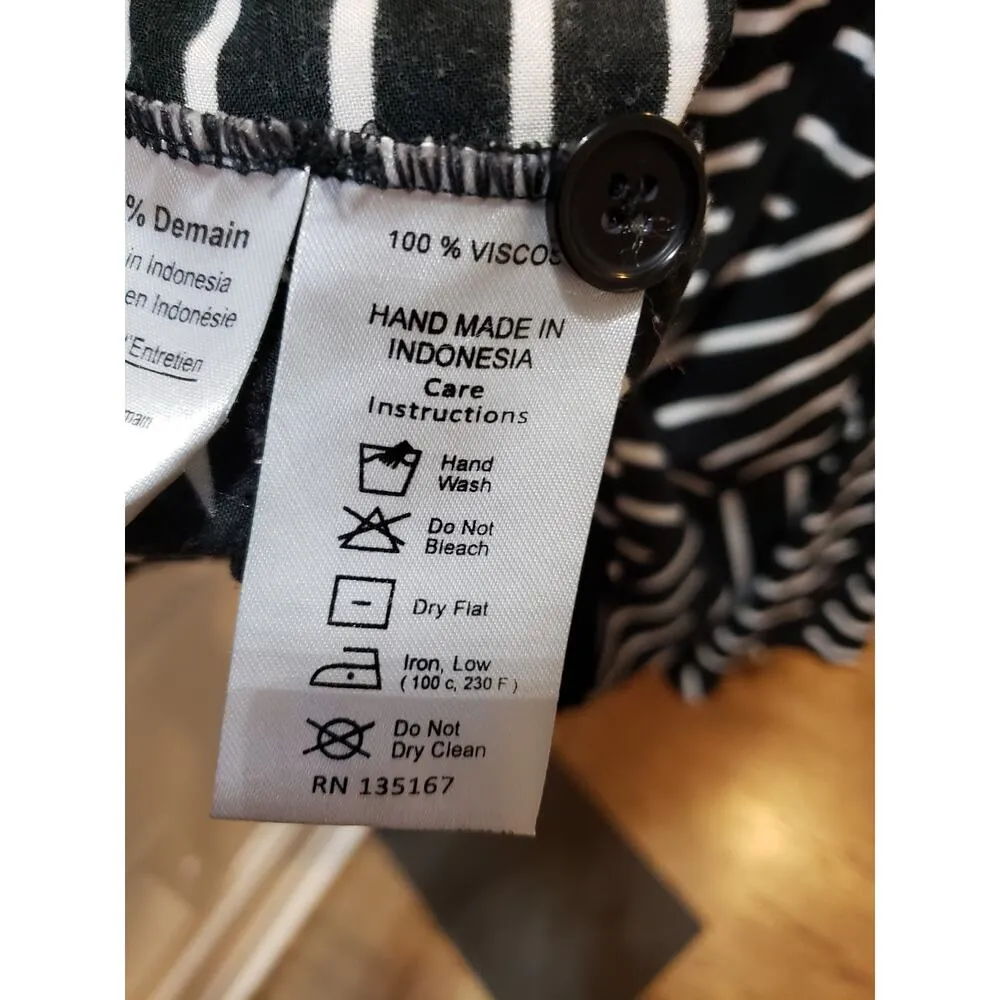 % Demain
in Indonesia
en Indonésie
'Entretien
main
100 % VISCOS
HAND MADE IN
INDONESIA
Care
Instructions
Hand
Wash
Do Not
Bleach
Dry Flat
Iron, Low
( 100 c, 230 F )
Do Not
Dry Clean
RN 135167